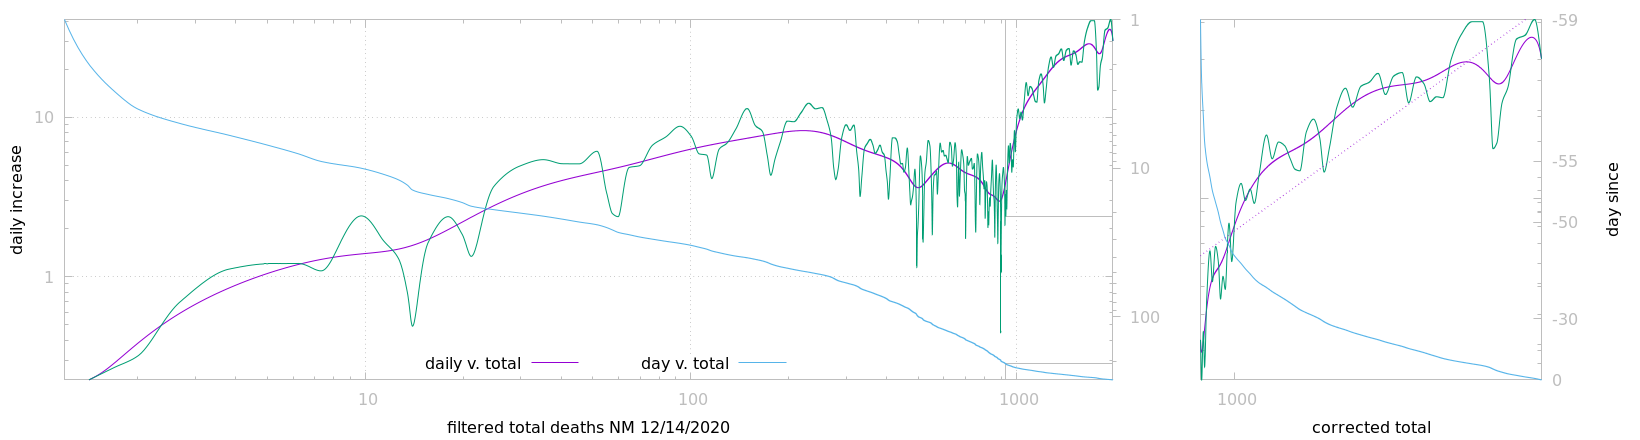 daily increase
10
1
1
10
100
daily v. total
day v. total
10
100
1000
filtered total deaths NM 12/14/2020
-59
-55
-50
-30
0
day since
1000
corrected total